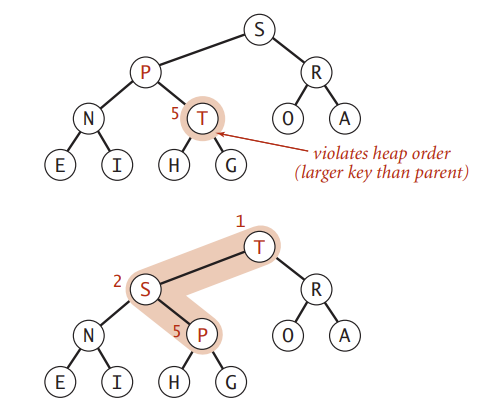 S
P R
N 5 T O A
violates heap order
E I H G
(larger key than parent)
1
T
2 S R
N 5 P O A
E I H G